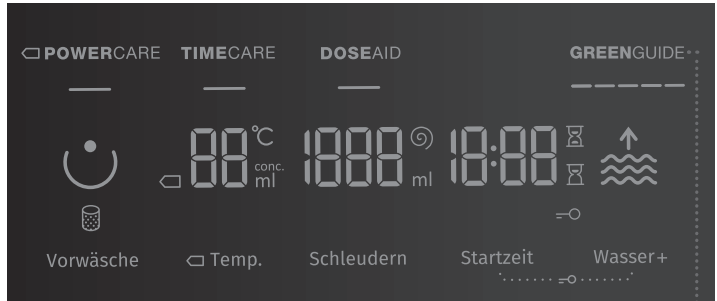 POWERCARE TIMECARE DOSEAID GREENGUIDE
88 °C 1888 18:88
conc.
ml ml
Vorwäsche Temp. Schleudern Startzeit Wasser+